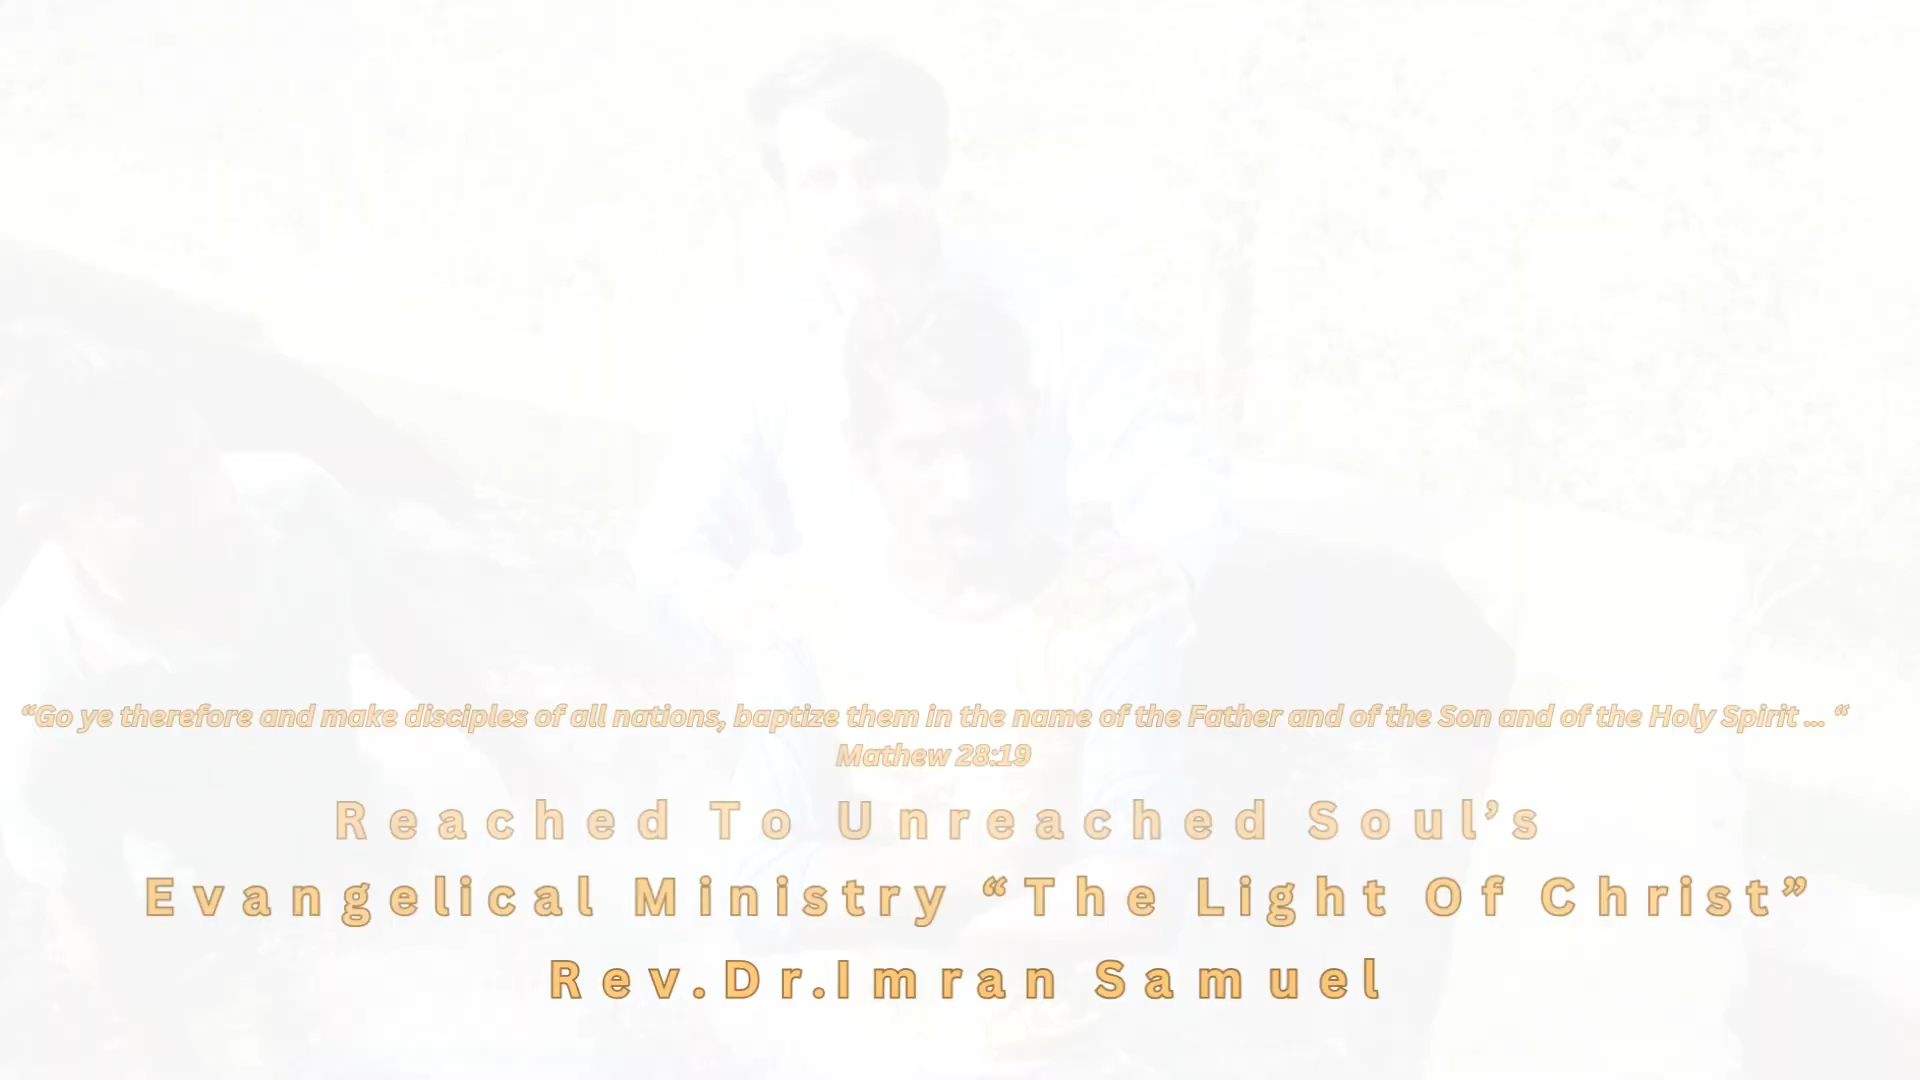 “Go ye therefore and make disciples of all nations, baptize them in the name of the Father and of the Son and of the Holy Spirit ... “
Mathew 28:19
Reached To Unreached Soul’s
Evangelical Ministry “The Light Of Christ”
Rev.Dr.Imran Samuel